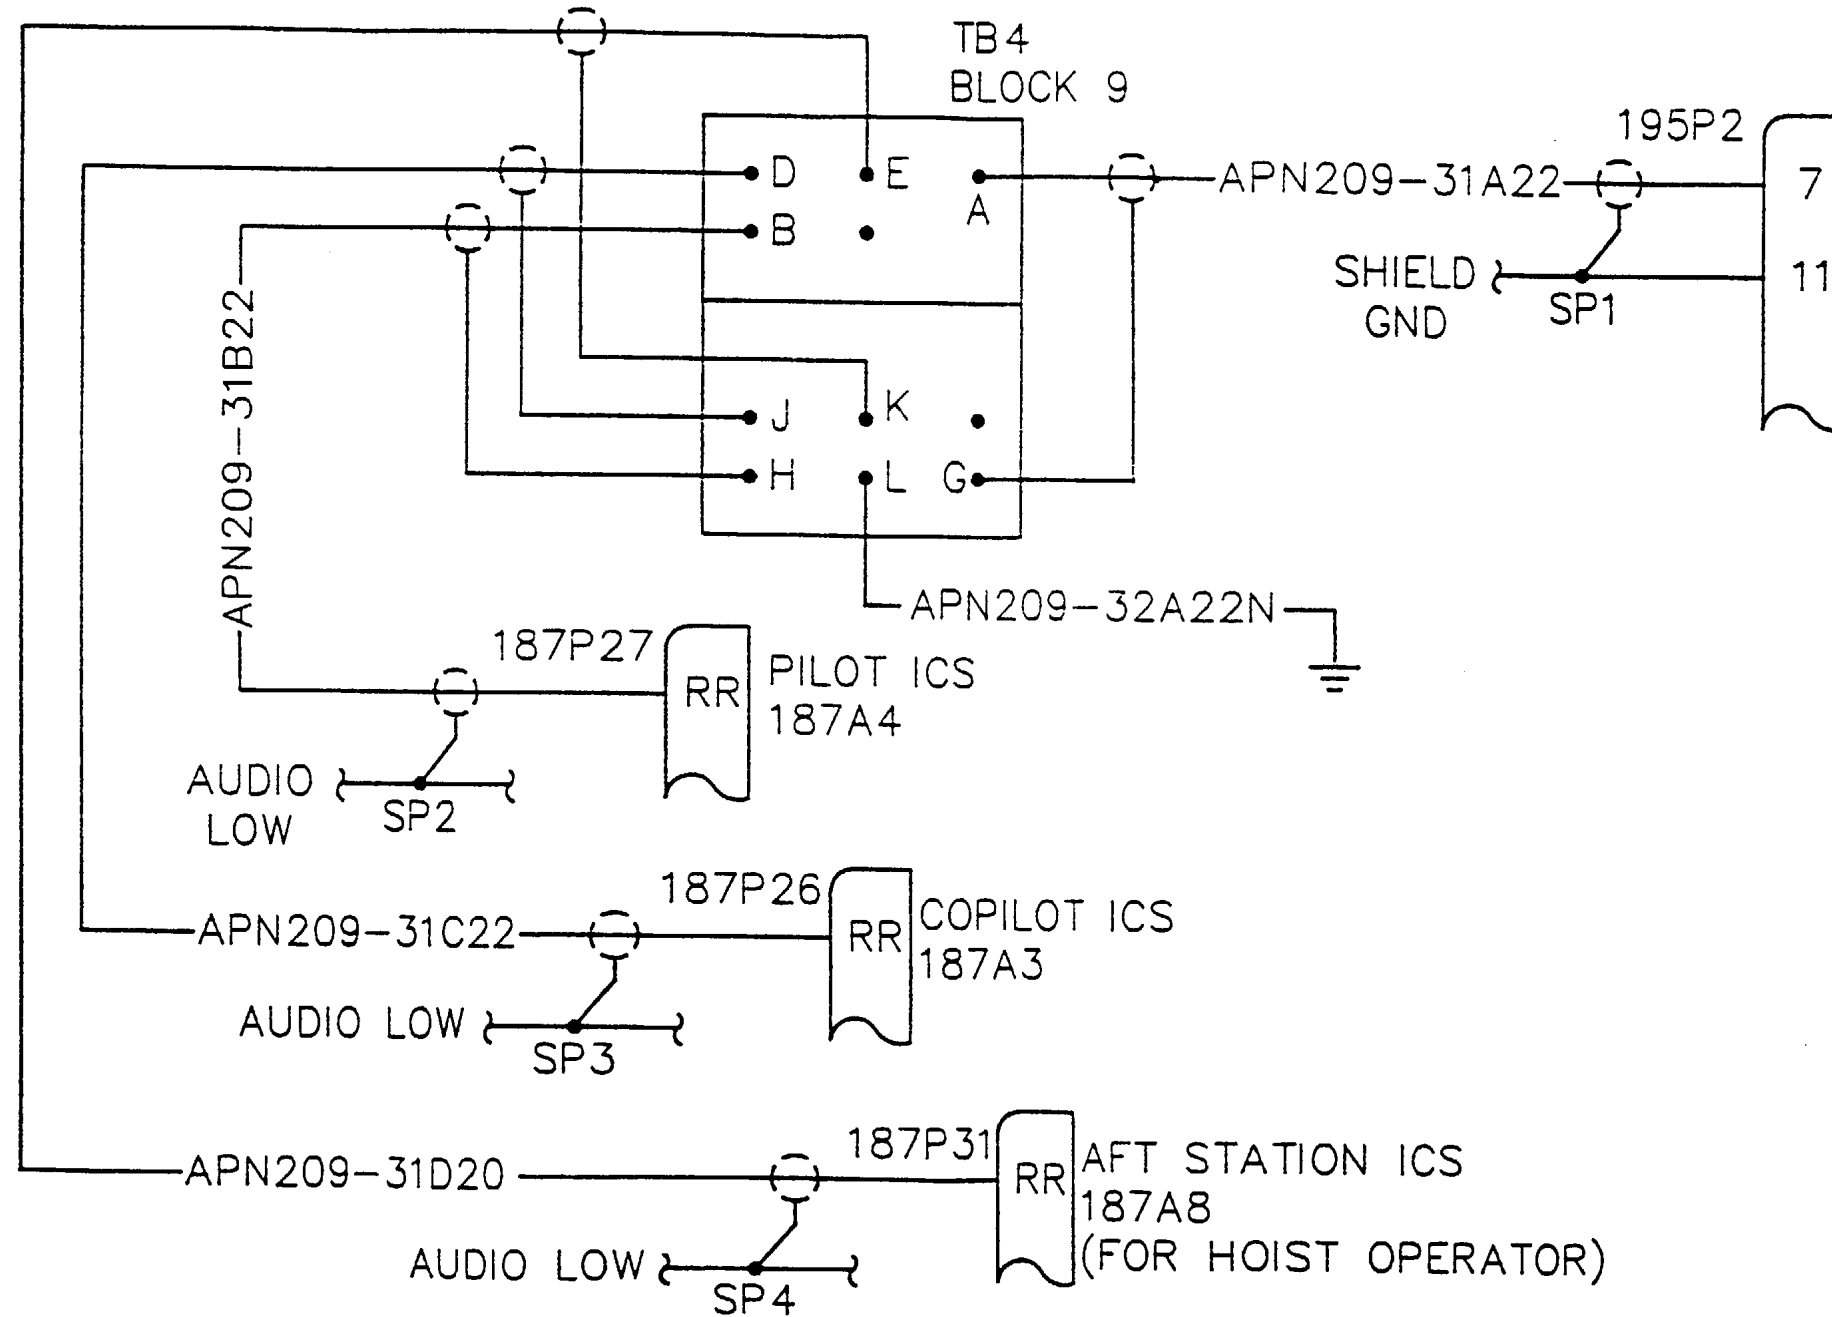 TB4
BLOCK 9
195P2
D
E
A
APN209-31A22
7
B
SHIELD
GND
SP1
11
APN209-31B22
J
K
H
L
G
APN209-32A22N
187P27
RR
PILOT ICS
187A4
AUDIO
LOW
SP2
187P26
RR
COPILOT ICS
187A3
APN209-31C22
AUDIO LOW
SP3
187P31
RR
AFT STATION ICS
187A8
(FOR HOIST OPERATOR)
APN209-31D20
AUDIO LOW
SP4